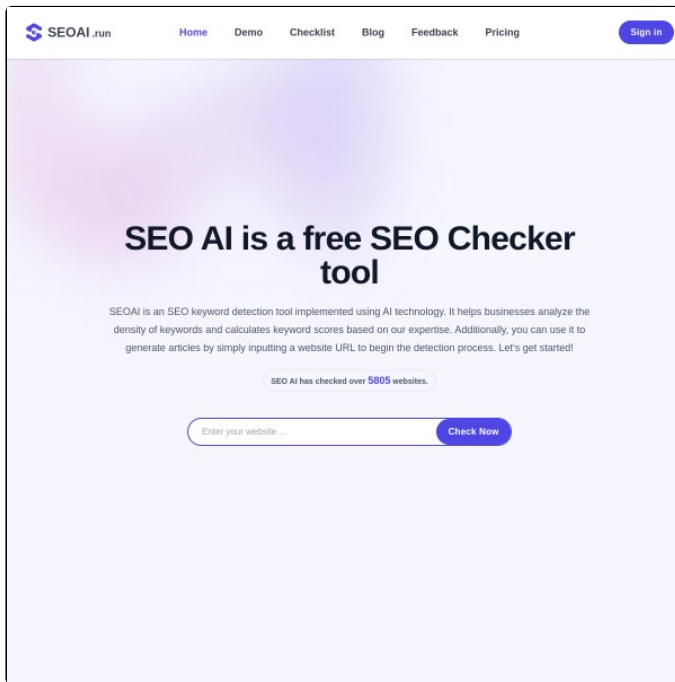 SEOAI.run
Home Demo Checklist Blog Feedback Pricing
Sign in
SEO AI is a free SEO Checker
tool
SEOAI is an SEO keyword detection tool implemented using AI technology. It helps businesses analyze the
density of keywords and calculates keyword scores based on our expertise. Additionally, you can use it to
generate articles by simply inputting a website URL to begin the detection process. Let's get started!
SEO AI has checked over 5805 websites.
Enter your website ...
Check Now